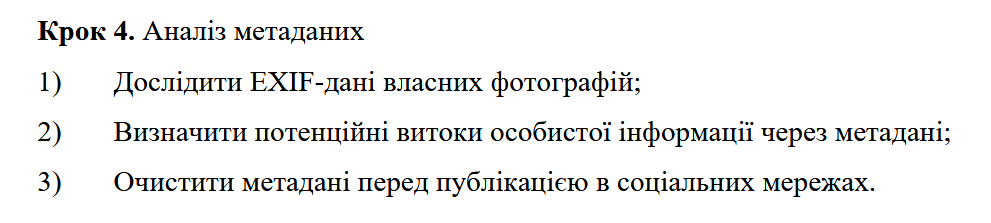 Крок 4. Аналіз метаданих
1) Дослідити EXIF-дані власних фотографій;
2) Визначити потенційні витоки особистої інформації через метадані;
3) Очистити метадані перед публікацією в соціальних мережах.